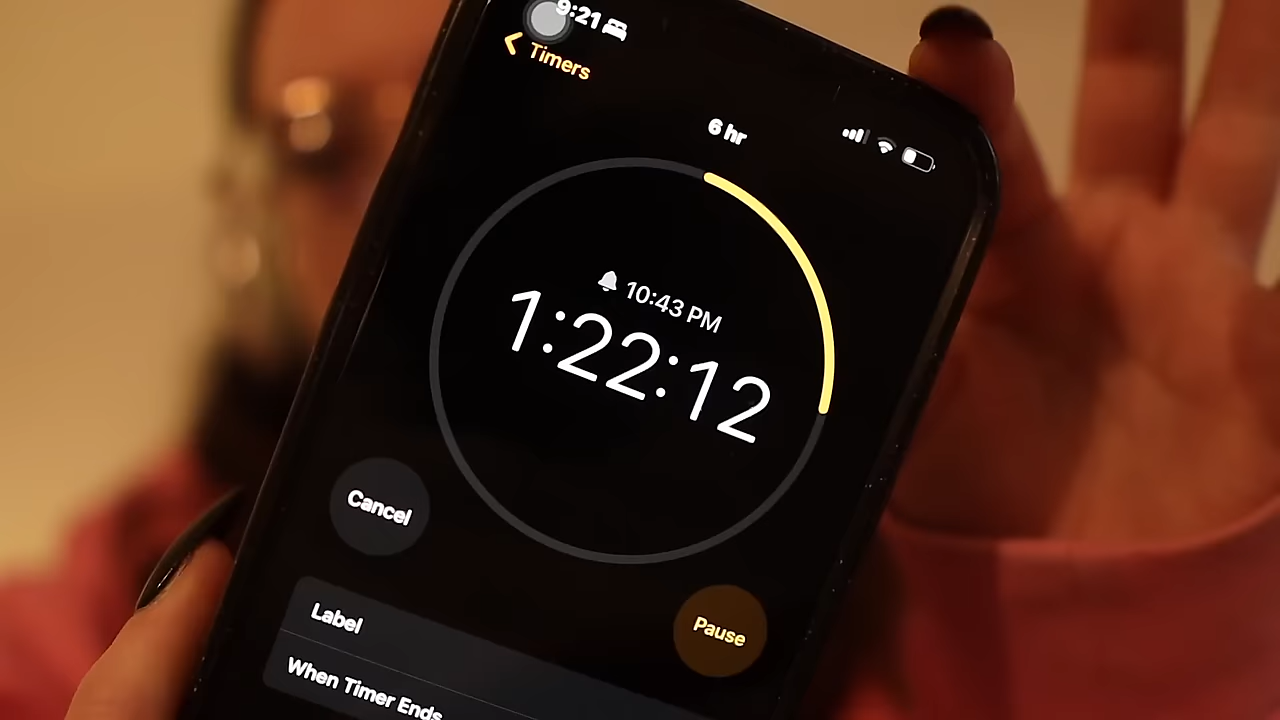 9:21
Timers
6 hr
10:43 PM
1:22:12
Cancel
Pause
Label
When Timer Ends